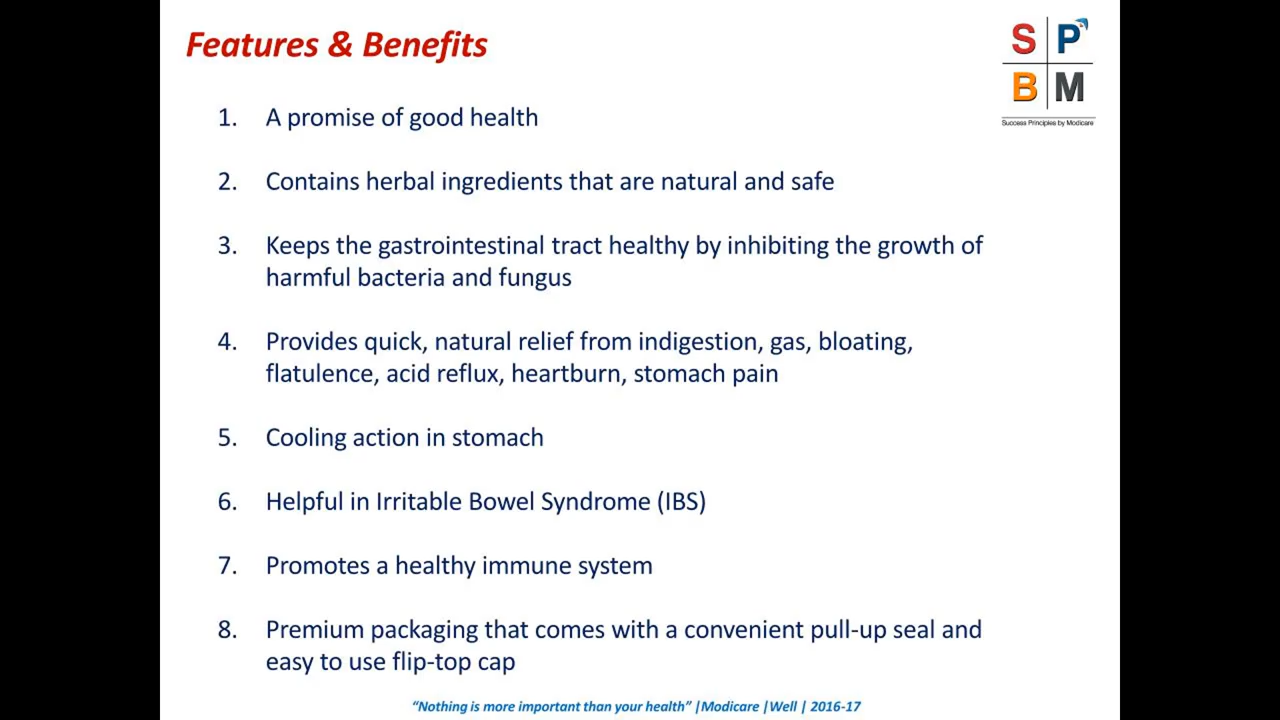 Features & Benefits
S P
B M
Success Principles by Modicare
1. A promise of good health
2. Contains herbal ingredients that are natural and safe
3. Keeps the gastrointestinal tract healthy by inhibiting the growth of
harmful bacteria and fungus
4. Provides quick, natural relief from indigestion, gas, bloating,
flatulence, acid reflux, heartburn, stomach pain
5. Cooling action in stomach
6. Helpful in Irritable Bowel Syndrome (IBS)
7. Promotes a healthy immune system
8. Premium packaging that comes with a convenient pull-up seal and
easy to use flip-top cap
“Nothing is more important than your health” |Modicare |Well | 2016-17